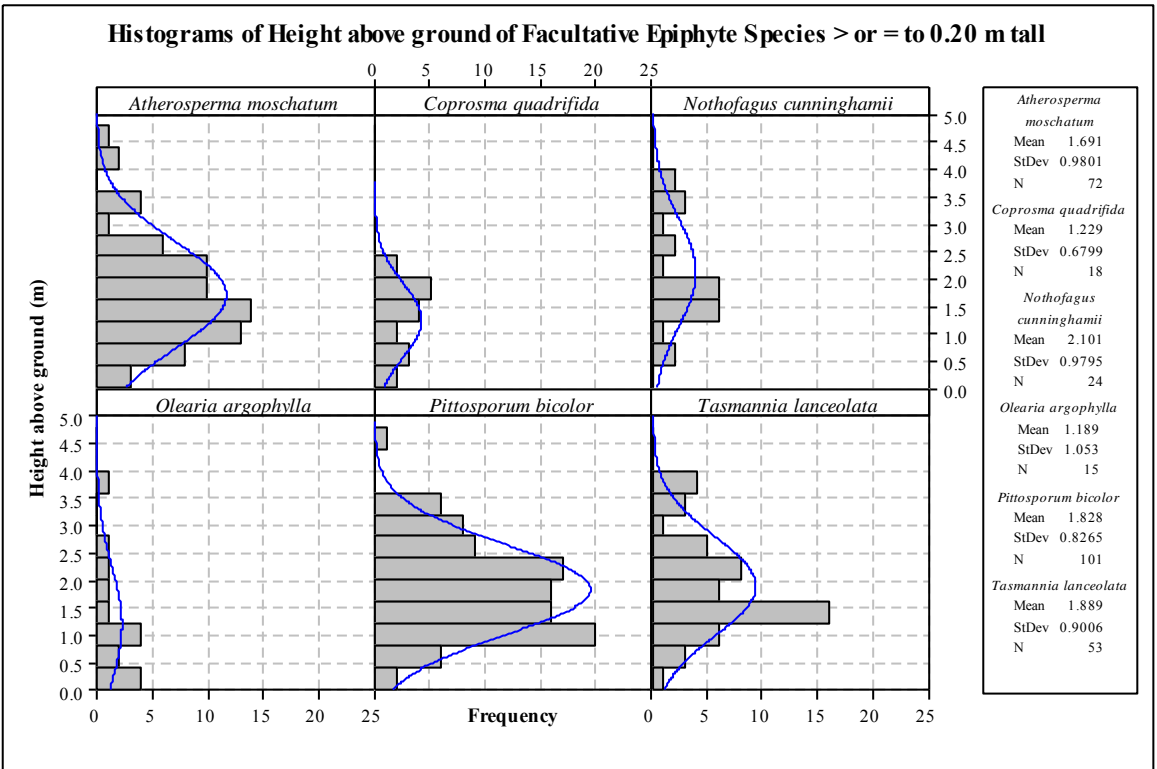 Histograms of Height above ground of Facultative Epiphyte Species > or = to 0.20 m tall
0 5 10 15 20 25
Atherosperma moschatum Coprosma quadrifida Nothofagus cunninghamii
5.0
4.5
4.0
3.5
3.0
2.5
2.0
1.5
1.0
0.5
0.0
Height above ground (m)
Olearia argophylla Pittosporum bicolor Tasmannia lanceolata
5.0
4.5
4.0
3.5
3.0
2.5
2.0
1.5
1.0
0.5
0.0
0 5 10 15 20 25 0 5 10 15 20 25
Frequency
Atherosperma
moschatum
Mean 1.691
StDev 0.9801
N 72
Coprosma quadrifida
Mean 1.229
StDev 0.6799
N 18
Nothofagus
cunninghamii
Mean 2.101
StDev 0.9795
N 24
Olearia argophylla
Mean 1.189
StDev 1.053
N 15
Pittosporum bicolor
Mean 1.828
StDev 0.8265
N 101
Tasmannia lanceolata
Mean 1.889
StDev 0.9006
N 53